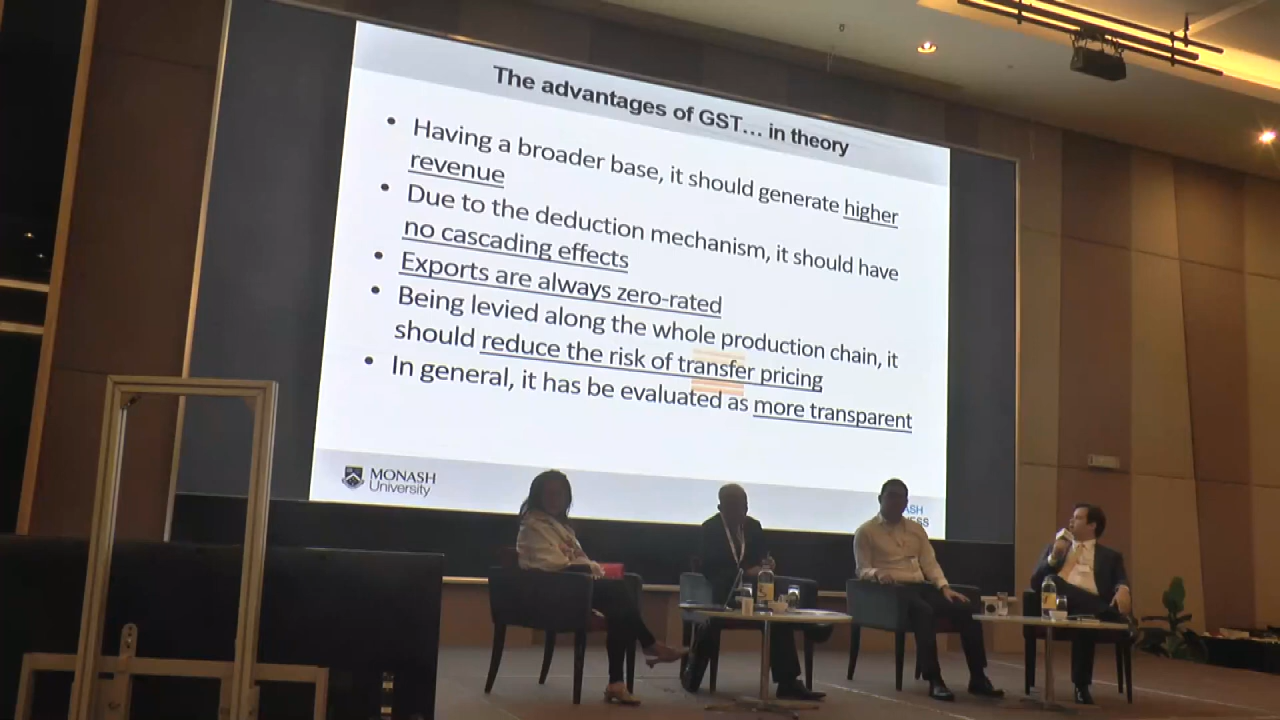 The advantages of GST... in theory
• Having a broader base, it should generate higher
revenue
• Due to the deduction mechanism, it should have
no cascading effects
• Exports are always zero-rated
• Being levied along the whole production chain, it
should reduce the risk of transfer pricing
• In general, it has be evaluated as more transparent
MONASH
University